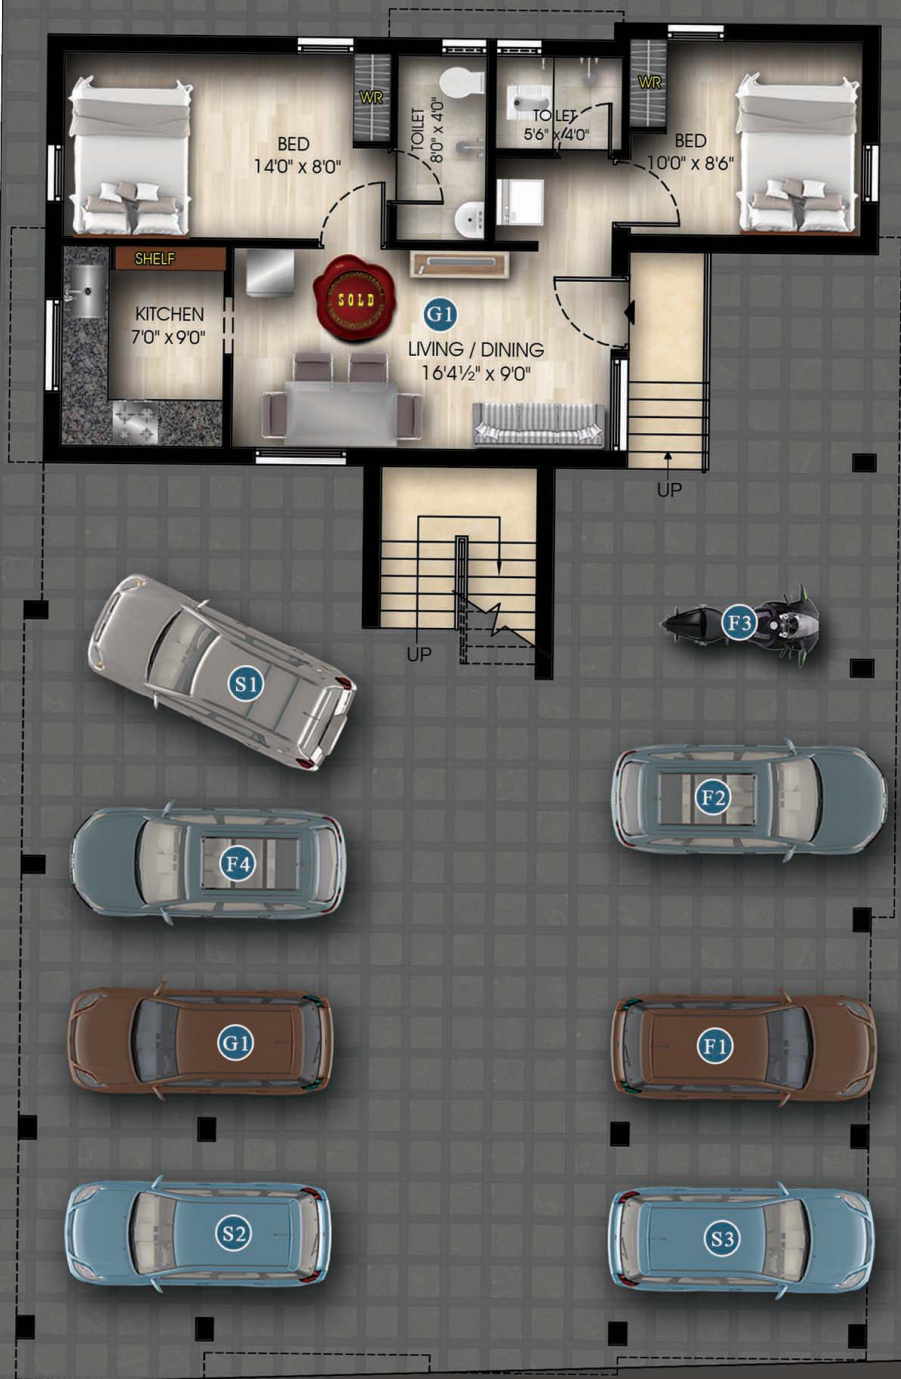 WR
BED
14'0" x 8'0"
TOILET
8'0" x 4'0"
TOILET
5'6" x 4'0"
WR
BED
10'0" x 8'6"
SHELF
KITCHEN
7'0" x 9'0"
SOLD
G1
LIVING / DINING
16'4½" x 9'0"
UP
UP
F3
S1
F2
F4
G1
F1
S2
S3